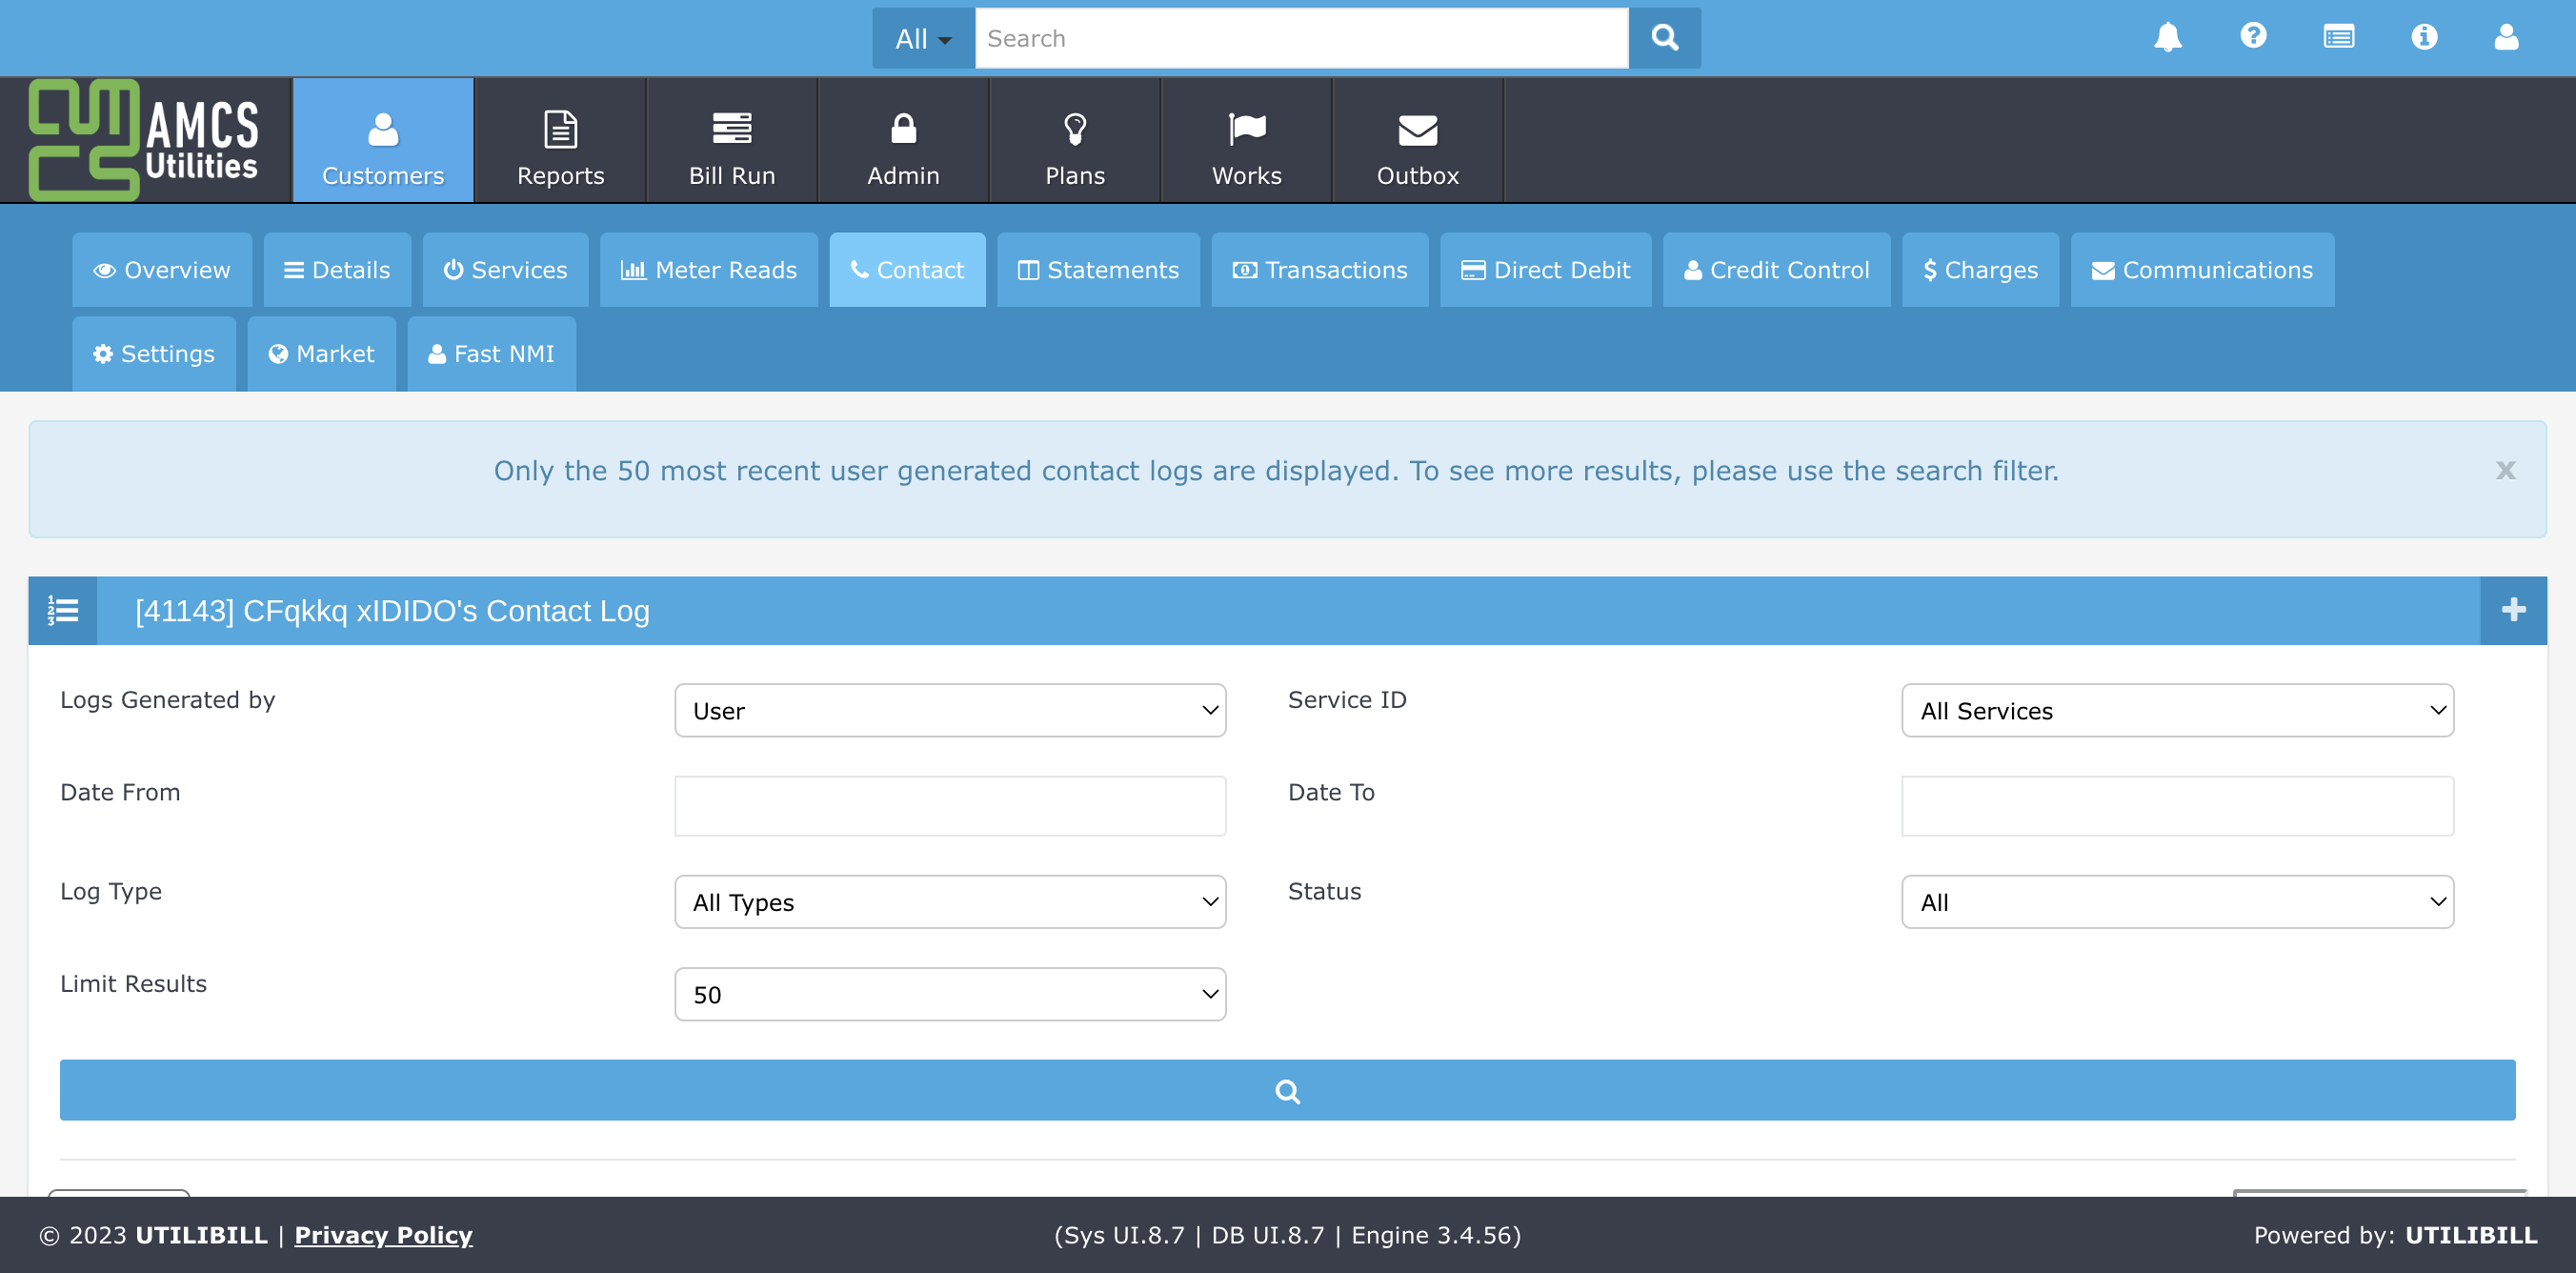 All Search
AMCS
Utilities
Customers Reports Bill Run Admin Plans Works Outbox
Overview Details Services Meter Reads Contact Statements Transactions Direct Debit Credit Control $ Charges Communications
Settings Market Fast NMI
Only the 50 most recent user generated contact logs are displayed. To see more results, please use the search filter. x
[41143] CFqkkq xIDIDO's Contact Log
Logs Generated by User Service ID All Services
Date From Date To
Log Type All Types Status All
Limit Results 50
© 2023 UTILIBILL | Privacy Policy (Sys UI.8.7 | DB UI.8.7 | Engine 3.4.56) Powered by: UTILIBILL